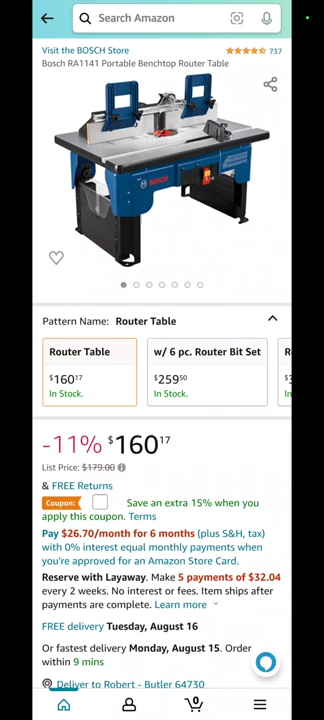 Search Amazon
Visit the BOSCH Store
737
Bosch RA1141 Portable Benchtop Router Table
BOSCH
Pattern Name: Router Table
Router Table
w/ 6 pc. Router Bit Set
R
$160 17
$259 50
$3
In Stock.
In Stock.
In
-11% $160 17
List Price: $179.00
& FREE Returns
Coupon: Save an extra 15% when you
apply this coupon. Terms
Pay $26.70/month for 6 months (plus S&H, tax)
with 0% interest equal monthly payments when
you're approved for an Amazon Store Card.
Reserve with Layaway. Make 5 payments of $32.04
every 2 weeks. No interest or fees. Item ships after
payments are complete. Learn more
FREE delivery Tuesday, August 16
Or fastest delivery Monday, August 15. Order
within 9 mins
Deliver to Robert - Butler 64730
0